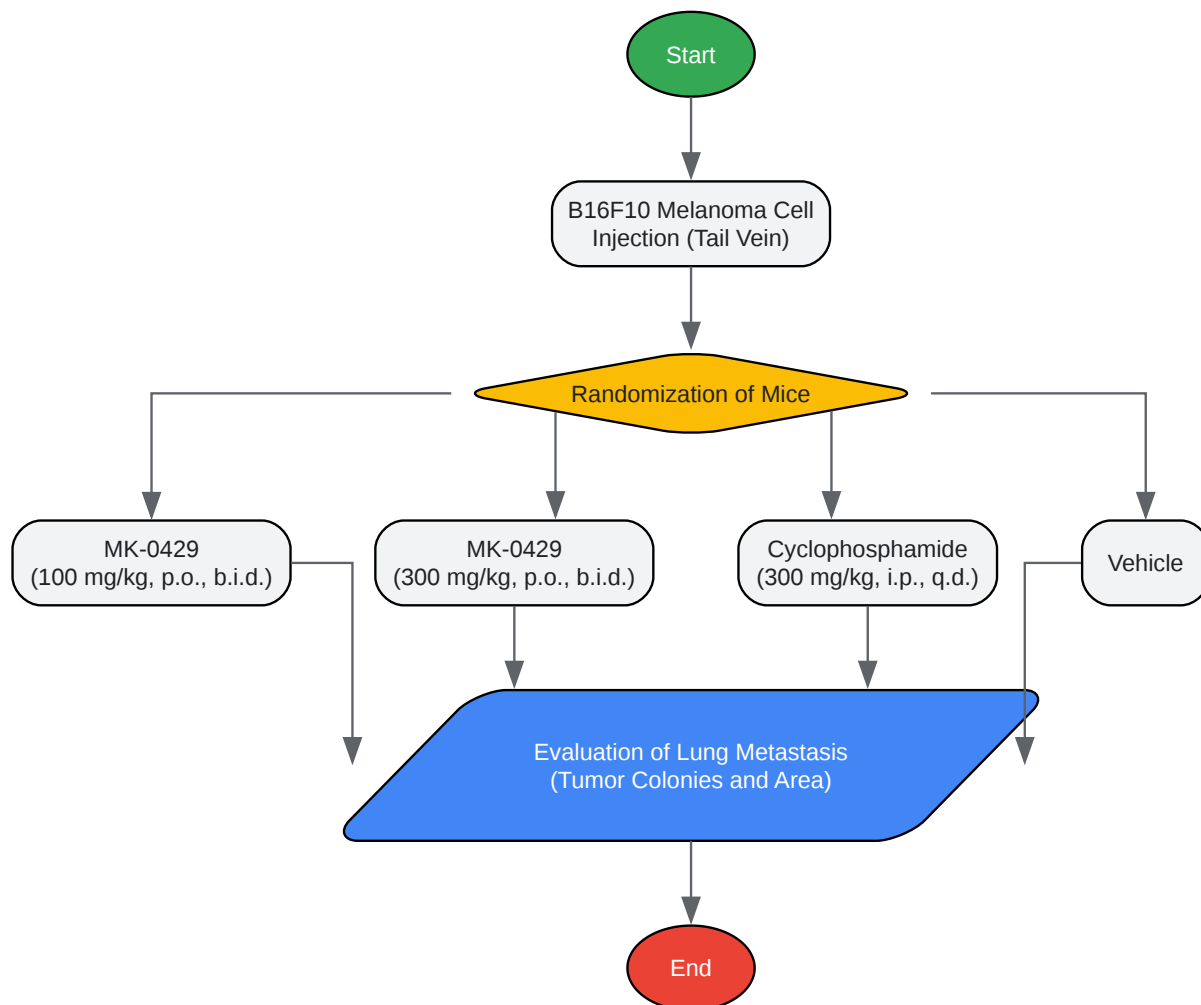 Start
B16F10 Melanoma Cell
Injection (Tail Vein)
Randomization of Mice
MK-0429
(100 mg/kg, p.o., b.i.d.)
MK-0429
(300 mg/kg, p.o., b.i.d.)
Cyclophosphamide
(300 mg/kg, i.p., q.d.)
Vehicle
Evaluation of Lung Metastasis
(Tumor Colonies and Area)
End